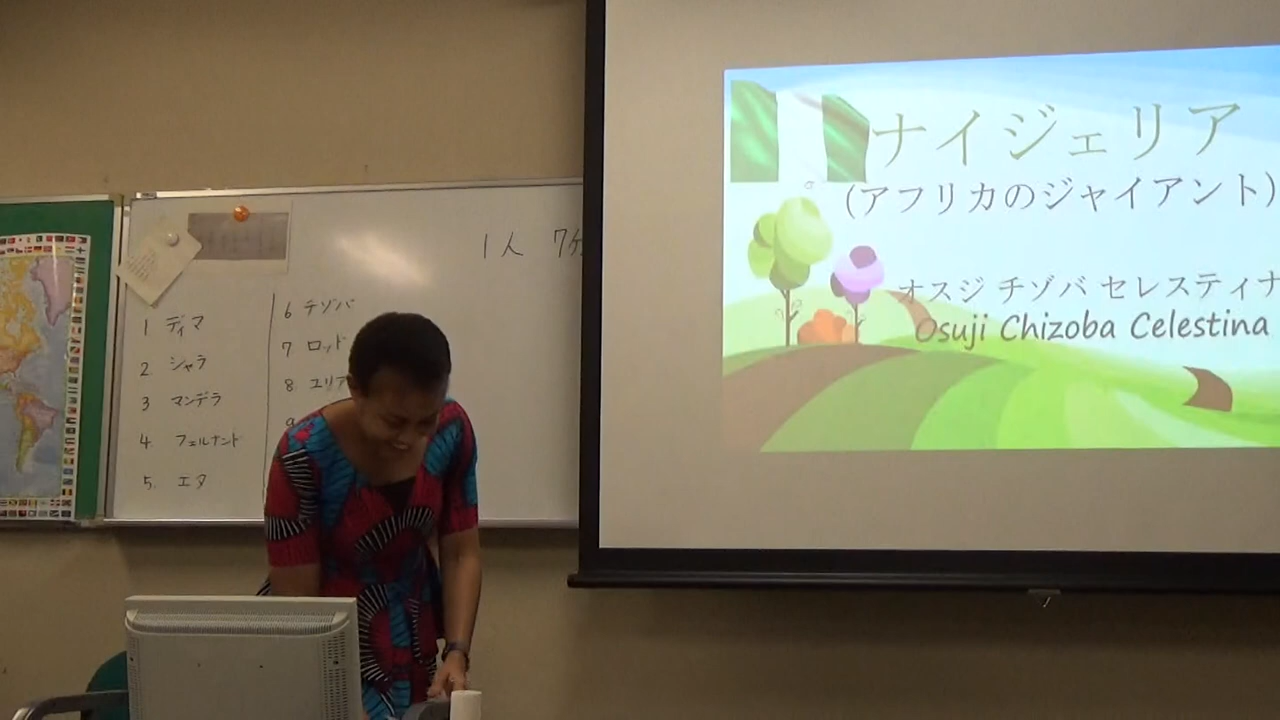 1人 7分
1 ディマ
2 シャラ
3 マンデラ
4 フェルナンド
5. エダ
6 チゾバ
7 ロッド
8. エリア
9
ナイジェリア
(アフリカのジャイアント)
オスジ チゾバ セレスティナ
Osuji Chizoba Celestina